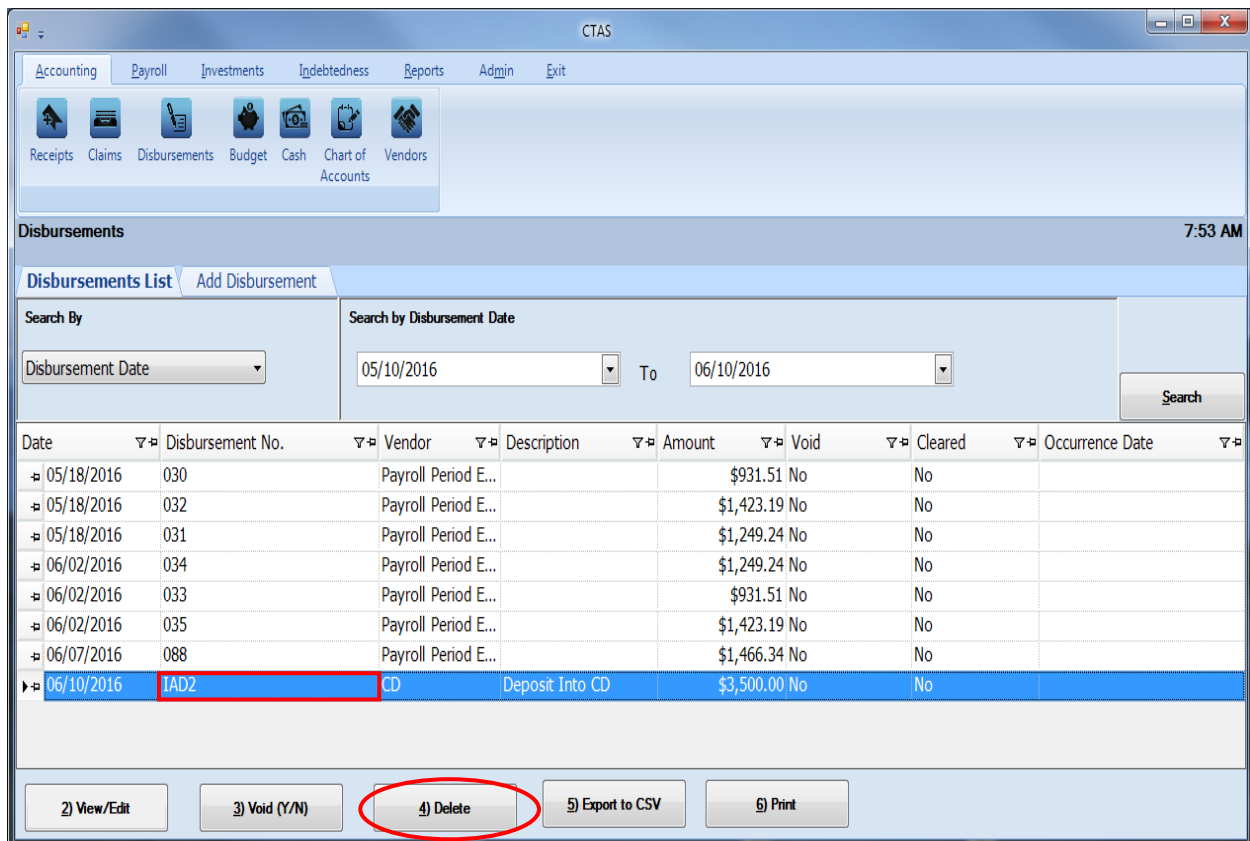 CTAS
X
Accounting Payroll Investments Indebtedness Reports Admin Exit
Receipts Claims Disbursements Budget Cash Chart of Accounts Vendors
Disbursements 7:53 AM
Disbursements List Add Disbursement
Search By Search by Disbursement Date
Disbursement Date 05/10/2016 To 06/10/2016
Search
Date Disbursement No. Vendor Description Amount Void Cleared Occurrence Date
05/18/2016 030 Payroll Period E... $931.51 No No
05/18/2016 032 Payroll Period E... $1,423.19 No No
05/18/2016 031 Payroll Period E... $1,249.24 No No
06/02/2016 034 Payroll Period E... $1,249.24 No No
06/02/2016 033 Payroll Period E... $931.51 No No
06/02/2016 035 Payroll Period E... $1,423.19 No No
06/07/2016 088 Payroll Period E... $1,466.34 No No
06/10/2016 IAD2 CD Deposit Into CD $3,500.00 No No
2) View/Edit 3) Void (Y/N) 4) Delete 5) Export to CSV 6) Print